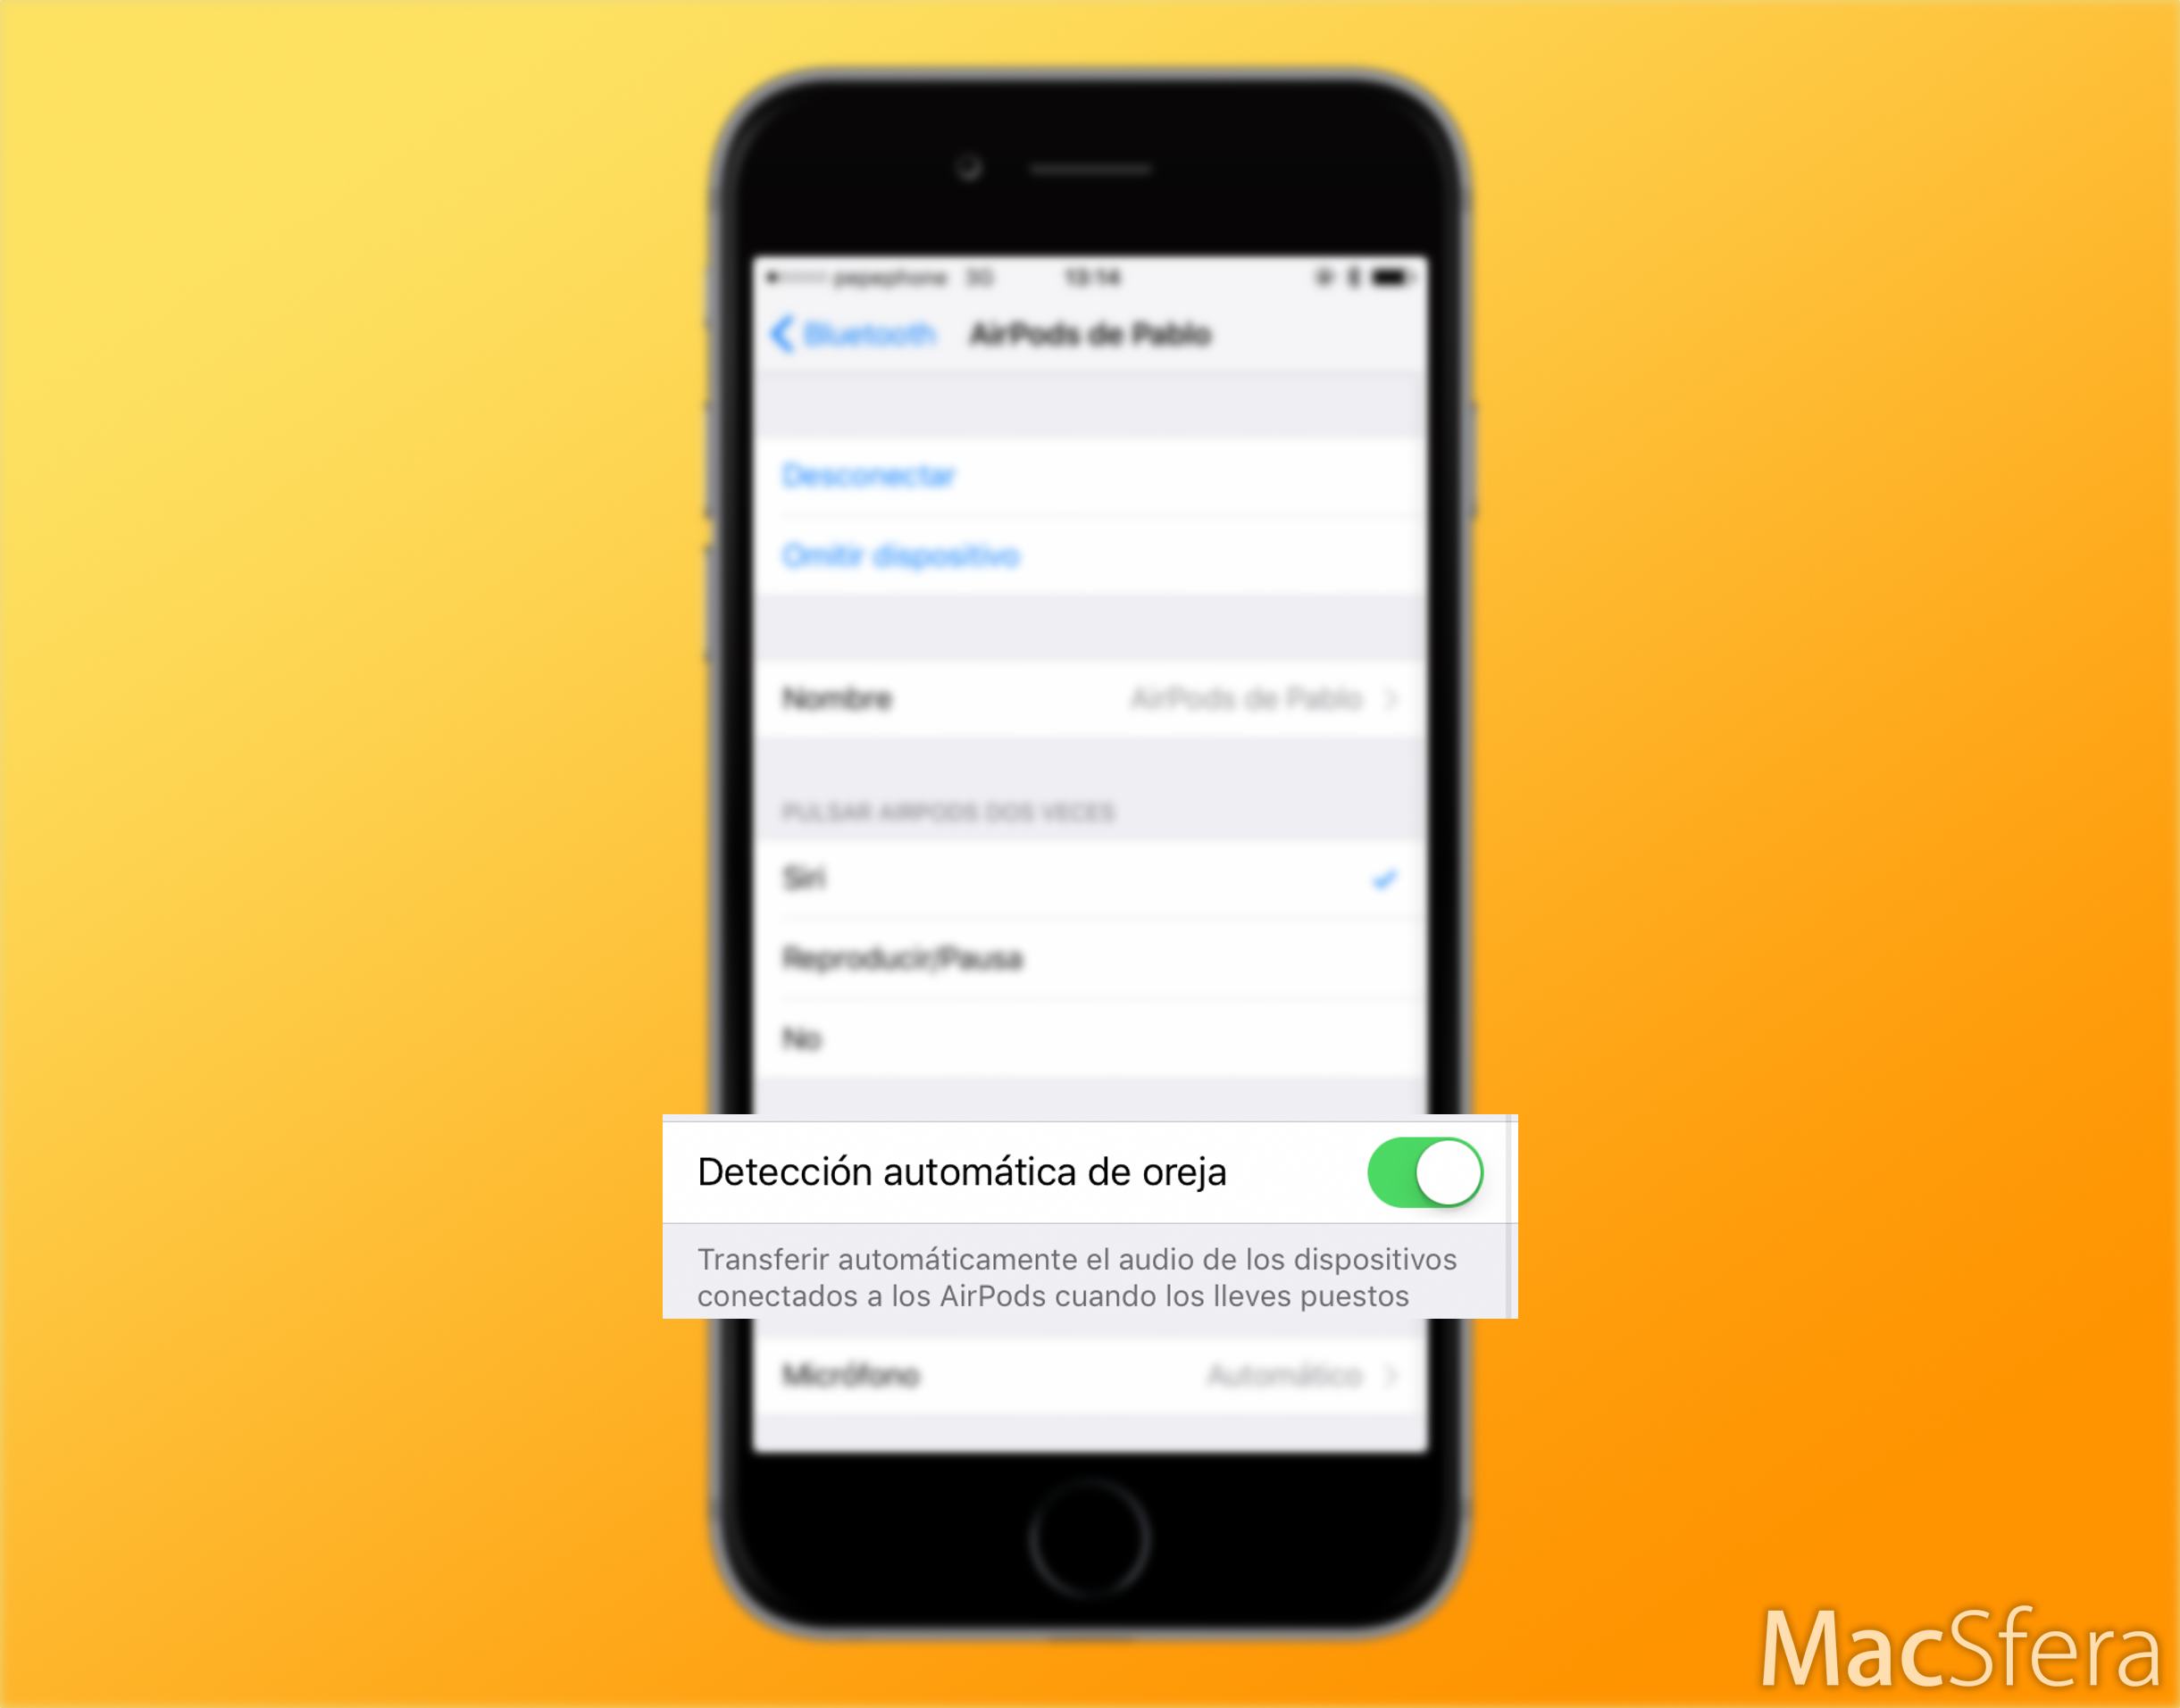 pepephone 3G 13:14
Bluetooth AirPods de Pablo
Desconectar
Omitir dispositivo
Nombre AirPods de Pablo
PULSAR AIRPODS DOS VECES
Siri
Reproducir/Pausa
No
Detección automática de oreja
Transferir automáticamente el audio de los dispositivos
conectados a los AirPods cuando los lleves puestos
Micrófono Automático
MacSfera